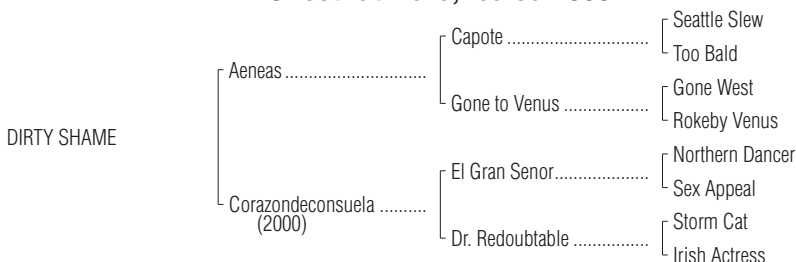 Seattle Slew
Capote
Too Bald
Aeneas
Gone West
Gone to Venus
Rokeby Venus
DIRTY SHAME
Northern Dancer
El Gran Senor
Sex Appeal
Corazondeconsuela
(2000)
Storm Cat
Dr. Redoubtable
Irish Actress